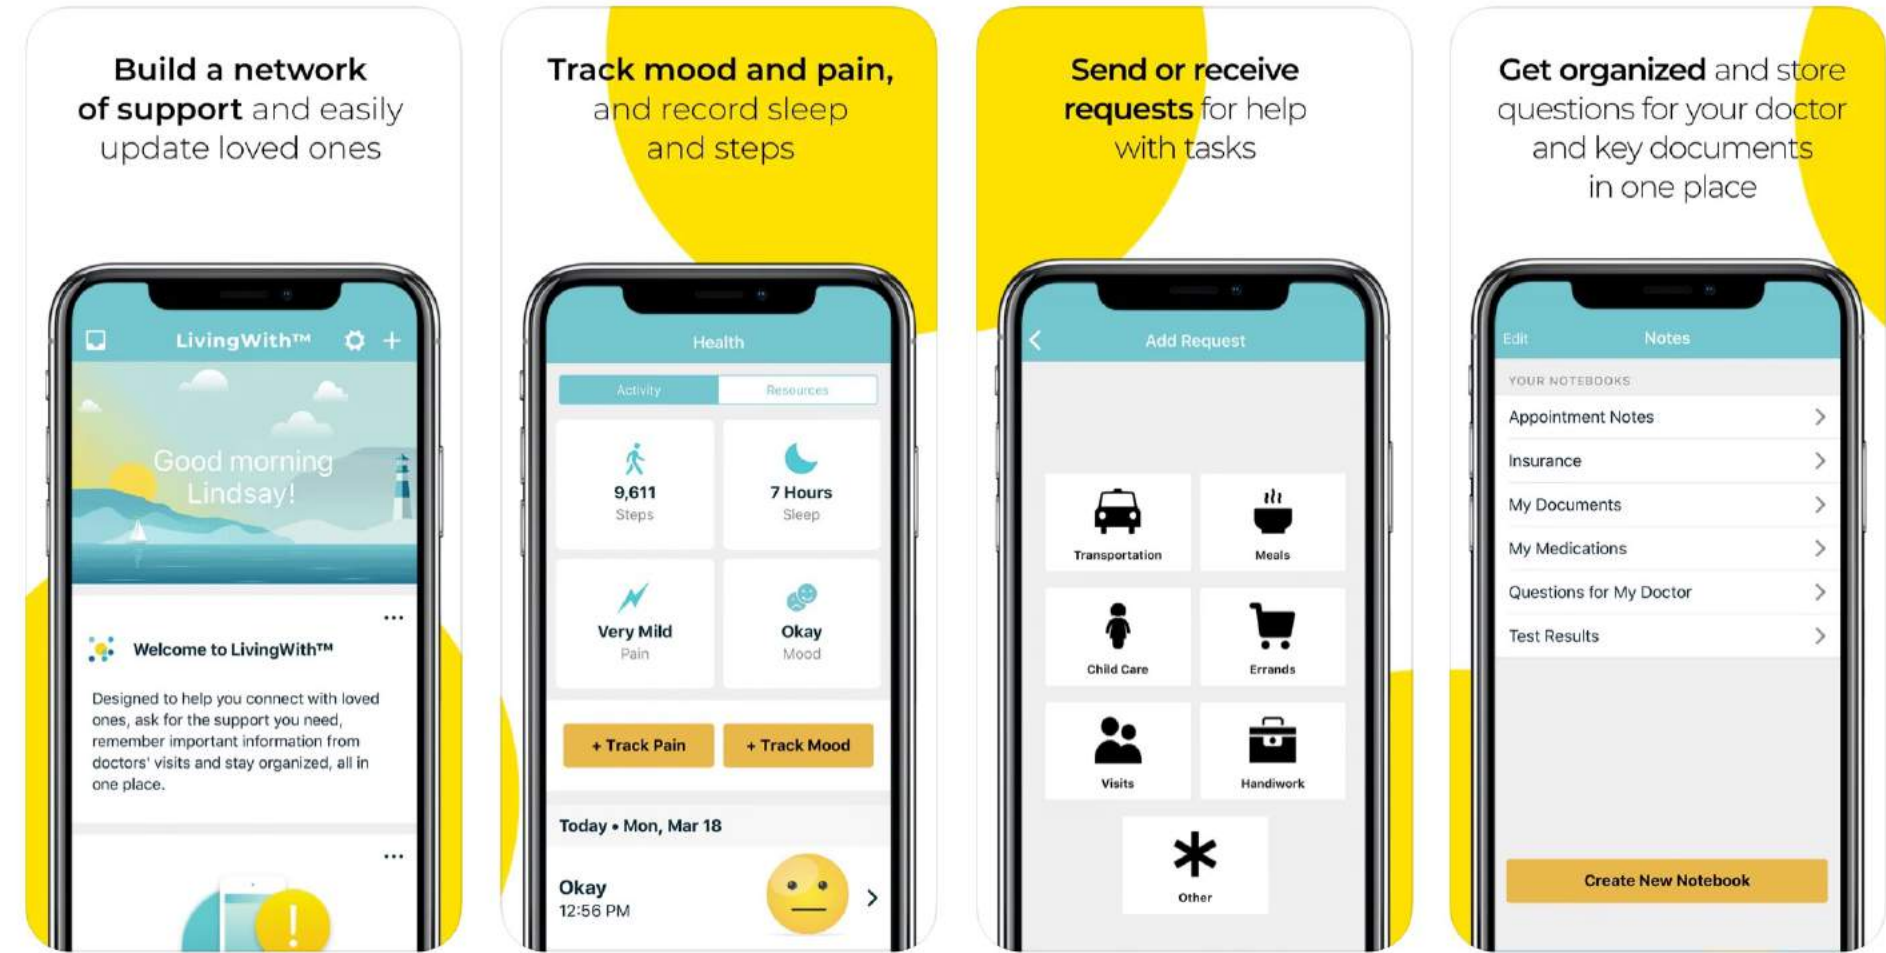 Build a network
of support and easily
update loved ones
LivingWith™
Good morning
Lindsay!
Welcome to LivingWith™
Designed to help you connect with loved
ones, ask for the support you need,
remember important information from
doctors' visits and stay organized, all in
one place.
!
Track mood and pain,
and record sleep
and steps
Health
Activity
Resources
9,611
Steps
7 Hours
Sleep
Very Mild
Pain
Okay
Mood
+ Track Pain
+ Track Mood
Today • Mon, Mar 18
Okay
12:56 PM
Send or receive
requests for help
with tasks
Add Request
Transportation
Meals
Child Care
Errands
Visits
Handiwork
Other
Get organized and store
questions for your doctor
and key documents
in one place
Edit
Notes
YOUR NOTEBOOKS
Appointment Notes
Insurance
My Documents
My Medications
Questions for My Doctor
Test Results
Create New Notebook